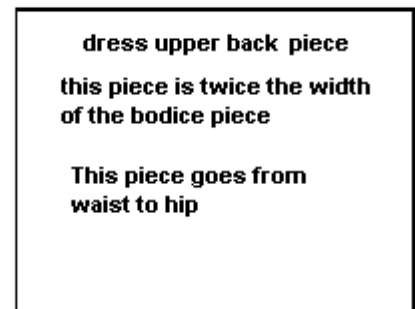 dress upper back piece
this piece is twice the width
of the bodice piece
This piece goes from
waist to hip